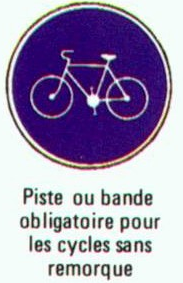 Piste ou bande
obligatoire pour
les cycles sans
remorque